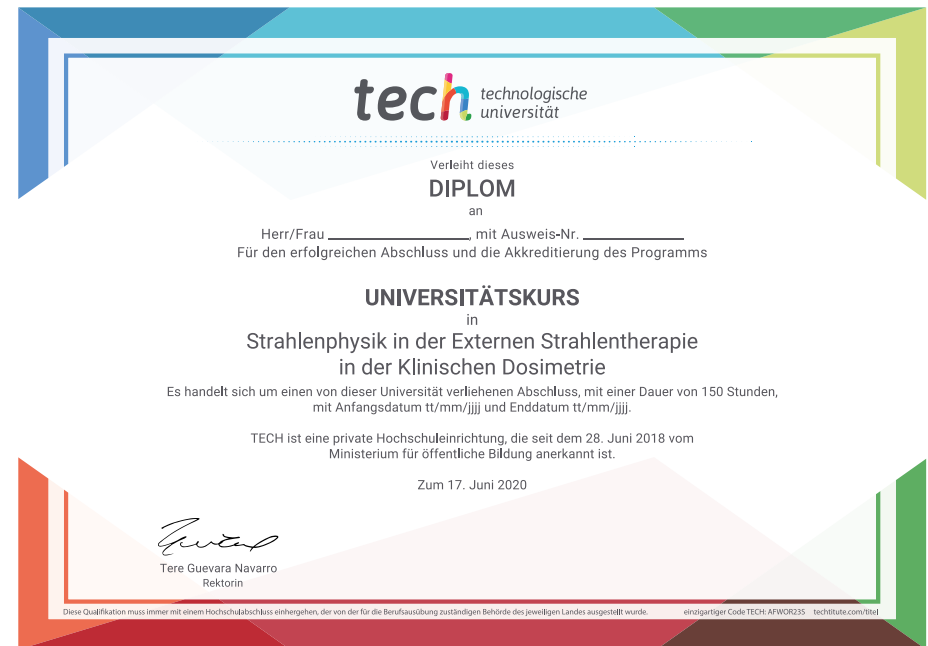 tech technologische
universität
Verleiht dieses
DIPLOM
an
Herr/Frau ____________________, mit Ausweis-Nr. ______________
Für den erfolgreichen Abschluss und die Akkreditierung des Programms
UNIVERSITÄTSKURS
in
Strahlenphysik in der Externen Strahlentherapie
in der Klinischen Dosimetrie
Es handelt sich um einen von dieser Universität verliehenen Abschluss, mit einer Dauer von 150 Stunden,
mit Anfangsdatum tt/mm/jjjj und Enddatum tt/mm/jjjj.
TECH ist eine private Hochschuleinrichtung, die seit dem 28. Juni 2018 vom
Ministerium für öffentliche Bildung anerkannt ist.
Zum 17. Juni 2020
Tere Guevara Navarro
Rektorin
Diese Qualifikation muss immer mit einem Hochschulabschluss einhergehen, der von der für die Berufsausübung zuständigen Behörde des jeweiligen Landes ausgestellt wurde. einzigartiger Code TECH: AFWOR23S techtitute.com/titel